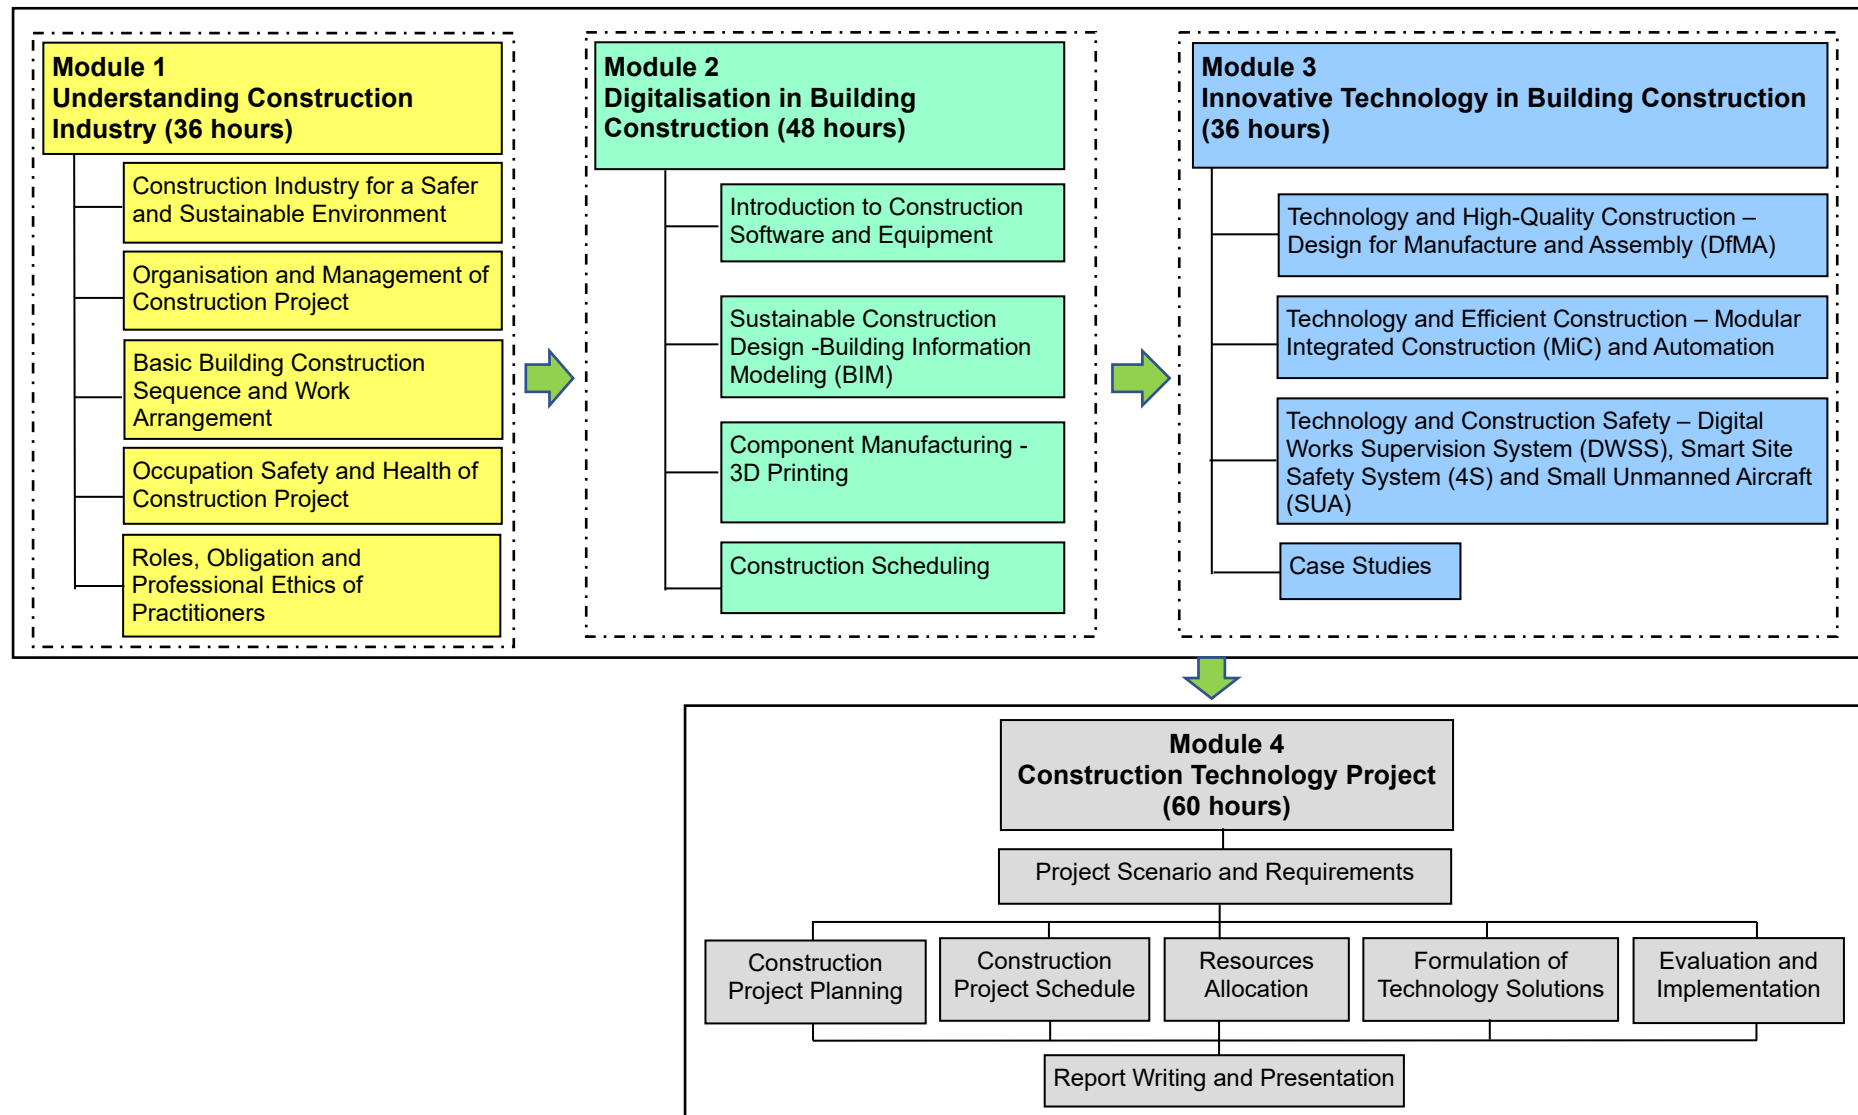 Module 1
Understanding Construction
Industry (36 hours)
Construction Industry for a Safer
and Sustainable Environment
Organisation and Management of
Construction Project
Basic Building Construction
Sequence and Work
Arrangement
Occupation Safety and Health of
Construction Project
Roles, Obligation and
Professional Ethics of
Practitioners
Module 2
Digitalisation in Building
Construction (48 hours)
Introduction to Construction
Software and Equipment
Sustainable Construction
Design -Building Information
Modeling (BIM)
Component Manufacturing -
3D Printing
Construction Scheduling
Module 3
Innovative Technology in Building Construction
(36 hours)
Technology and High-Quality Construction –
Design for Manufacture and Assembly (DfMA)
Technology and Efficient Construction – Modular
Integrated Construction (MiC) and Automation
Technology and Construction Safety – Digital
Works Supervision System (DWSS), Smart Site
Safety System (4S) and Small Unmanned Aircraft
(SUA)
Case Studies
Module 4
Construction Technology Project
(60 hours)
Project Scenario and Requirements
Construction
Project Planning
Construction
Project Schedule
Resources
Allocation
Formulation of
Technology Solutions
Evaluation and
Implementation
Report Writing and Presentation